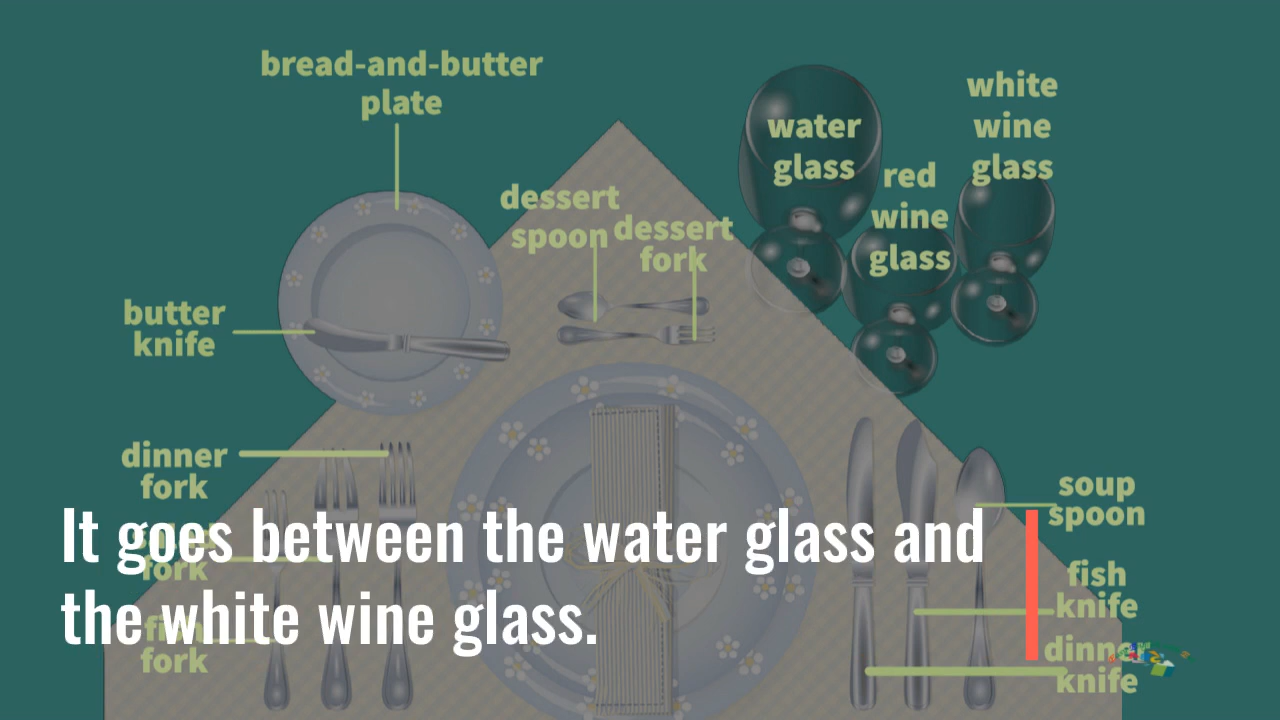 bread-and-butter
plate
water
glass
white
wine
glass
red
wine
glass
dessert
spoon
dessert
fork
butter
knife
dinner
fork
soup
spoon
It goes between the water glass and
the white wine glass.
fork
fish
knife
fish
fork
dinner
knife